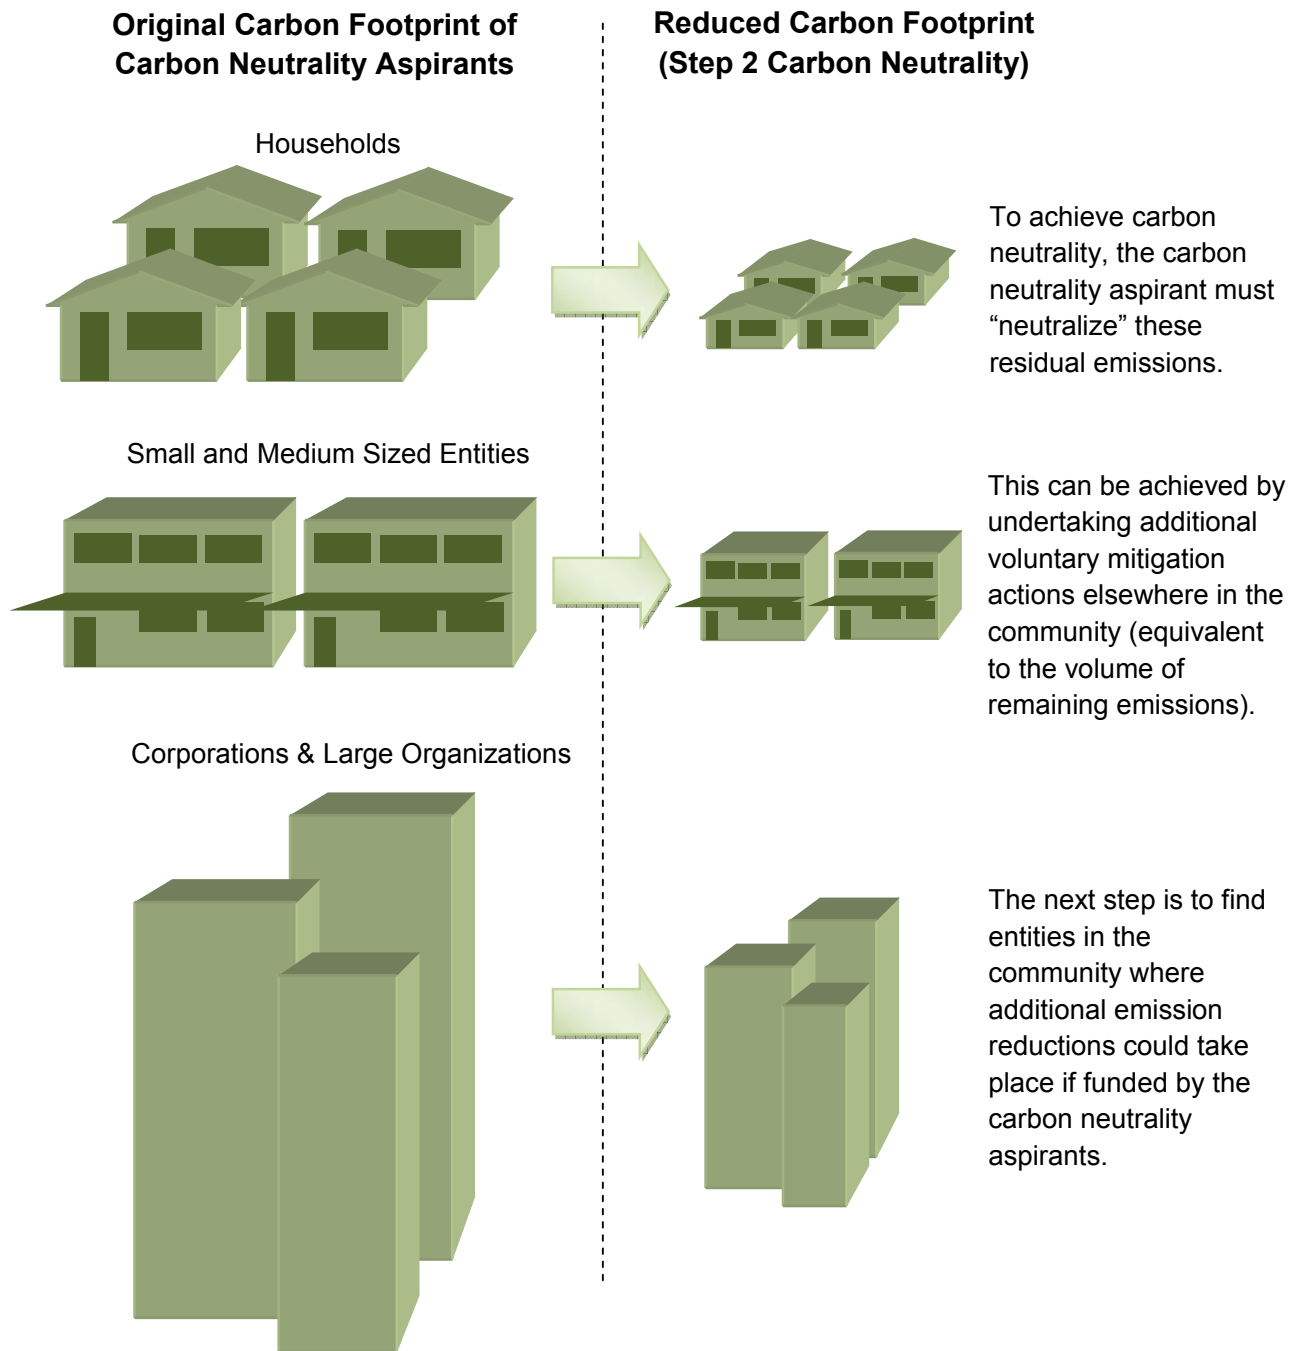 Original Carbon Footprint of
Carbon Neutrality Aspirants
Reduced Carbon Footprint
(Step 2 Carbon Neutrality)
Households
To achieve carbon
neutrality, the carbon
neutrality aspirant must
“neutralize” these
residual emissions.
Small and Medium Sized Entities
This can be achieved by
undertaking additional
voluntary mitigation
actions elsewhere in the
community (equivalent
to the volume of
remaining emissions).
Corporations & Large Organizations
The next step is to find
entities in the
community where
additional emission
reductions could take
place if funded by the
carbon neutrality
aspirants.